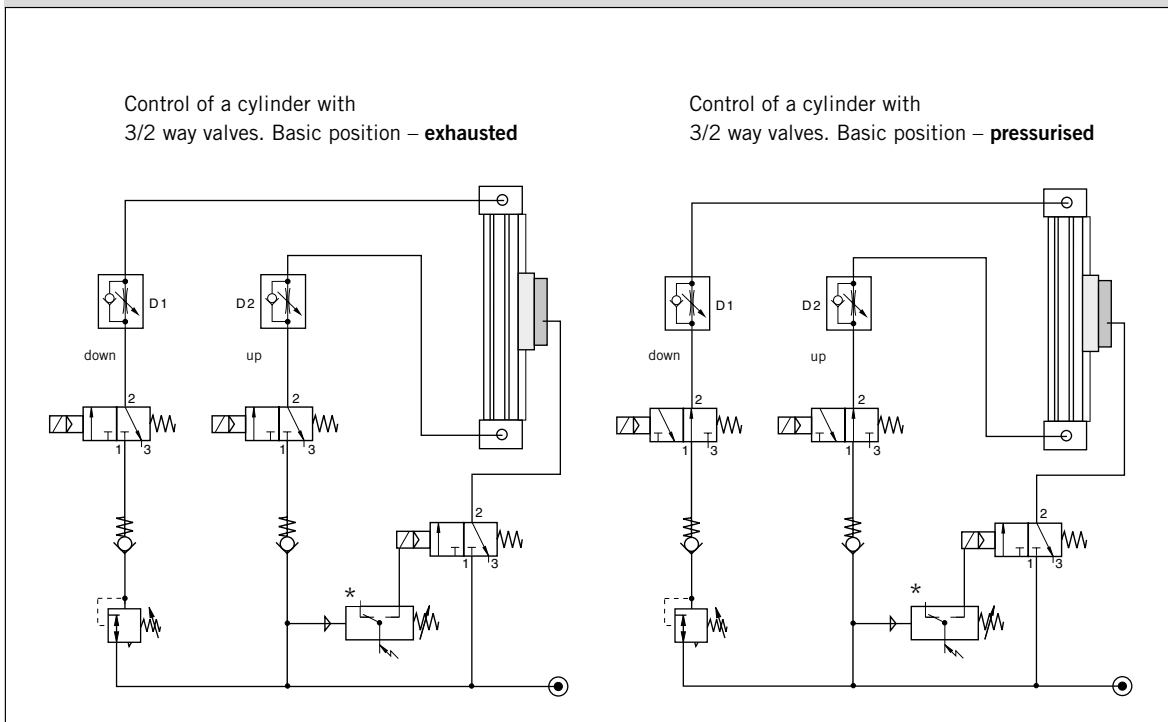 Control of a cylinder with
3/2 way valves. Basic position – exhausted
D1
D2
down
up
2
1
3
2
1
3
2
1
3
*
Control of a cylinder with
3/2 way valves. Basic position – pressurised
D1
D2
down
up
2
1
3
2
1
3
2
1
3
*